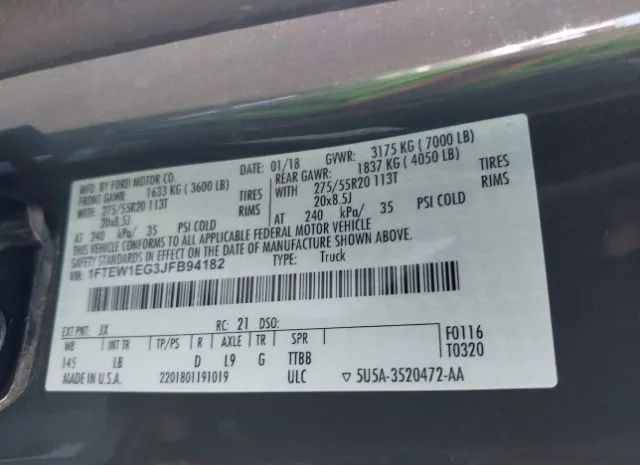 MFG. BY FORD MOTOR CO. DATE: 01/18 GVWR: 3175 KG ( 7000 LB)
FRONT GAWR: 1633 KG ( 3600 LB) REAR GAWR: 1837 KG ( 4050 LB)
WITH 275/55R20 113T TIRES WITH 275/55R20 113T TIRES
20x8.5J RIMS 20x8.5J RIMS
AT 240 kPa/ 35 PSI COLD AT 240 kPa/ 35 PSI COLD
THIS VEHICLE CONFORMS TO ALL APPLICABLE FEDERAL MOTOR VEHICLE
SAFETY STANDARDS IN EFFECT ON THE DATE OF MANUFACTURE SHOWN ABOVE.
VIN: 1FTEW1EG3JFB94182 TYPE: Truck
EXT PNT: JX RC: 21 DSO: F0116
WB INT TR TP/PS R AXLE TR SPR T0320
145 LB D L9 G TTBB
MADE IN U.S.A. 2201801191019 ULC ▽ 5U5A-3520472-AA